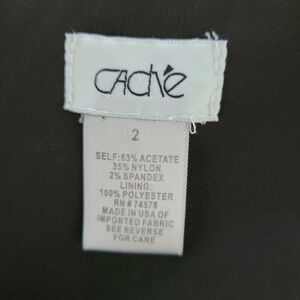 CAché
2
SELF: 63% ACETATE
35% NYLON
2% SPANDEX
LINING:
100% POLYESTER
RN # 74578
MADE IN USA OF
IMPORTED FABRIC
SEE REVERSE
FOR CARE